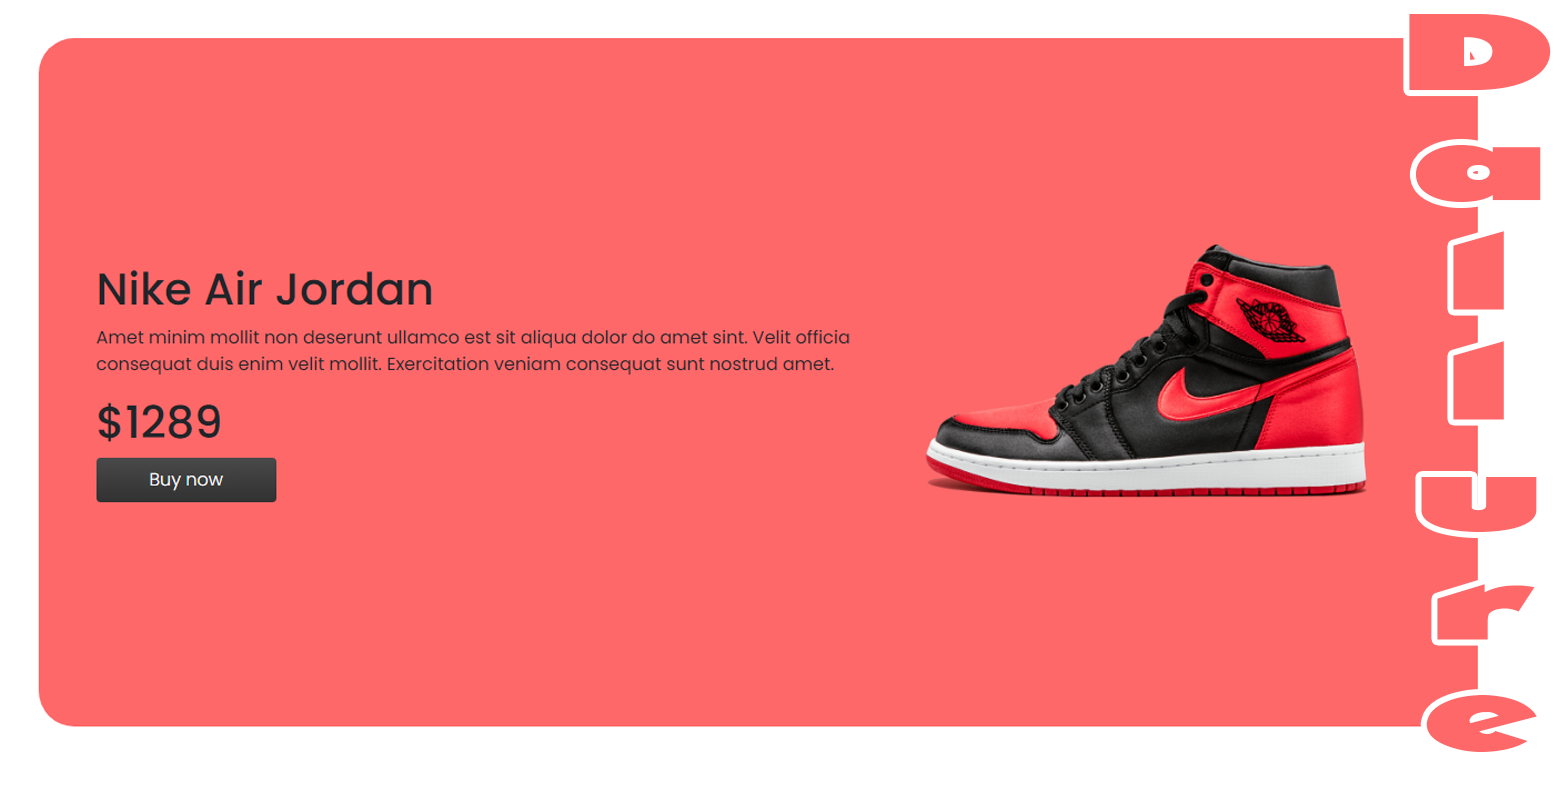 Nike Air Jordan
Amet minim mollit non deserunt ullamco est sit aliqua dolor do amet sint. Velit officia
consequat duis enim velit mollit. Exercitation veniam consequat sunt nostrud amet.
$1289
Buy now
Dallure